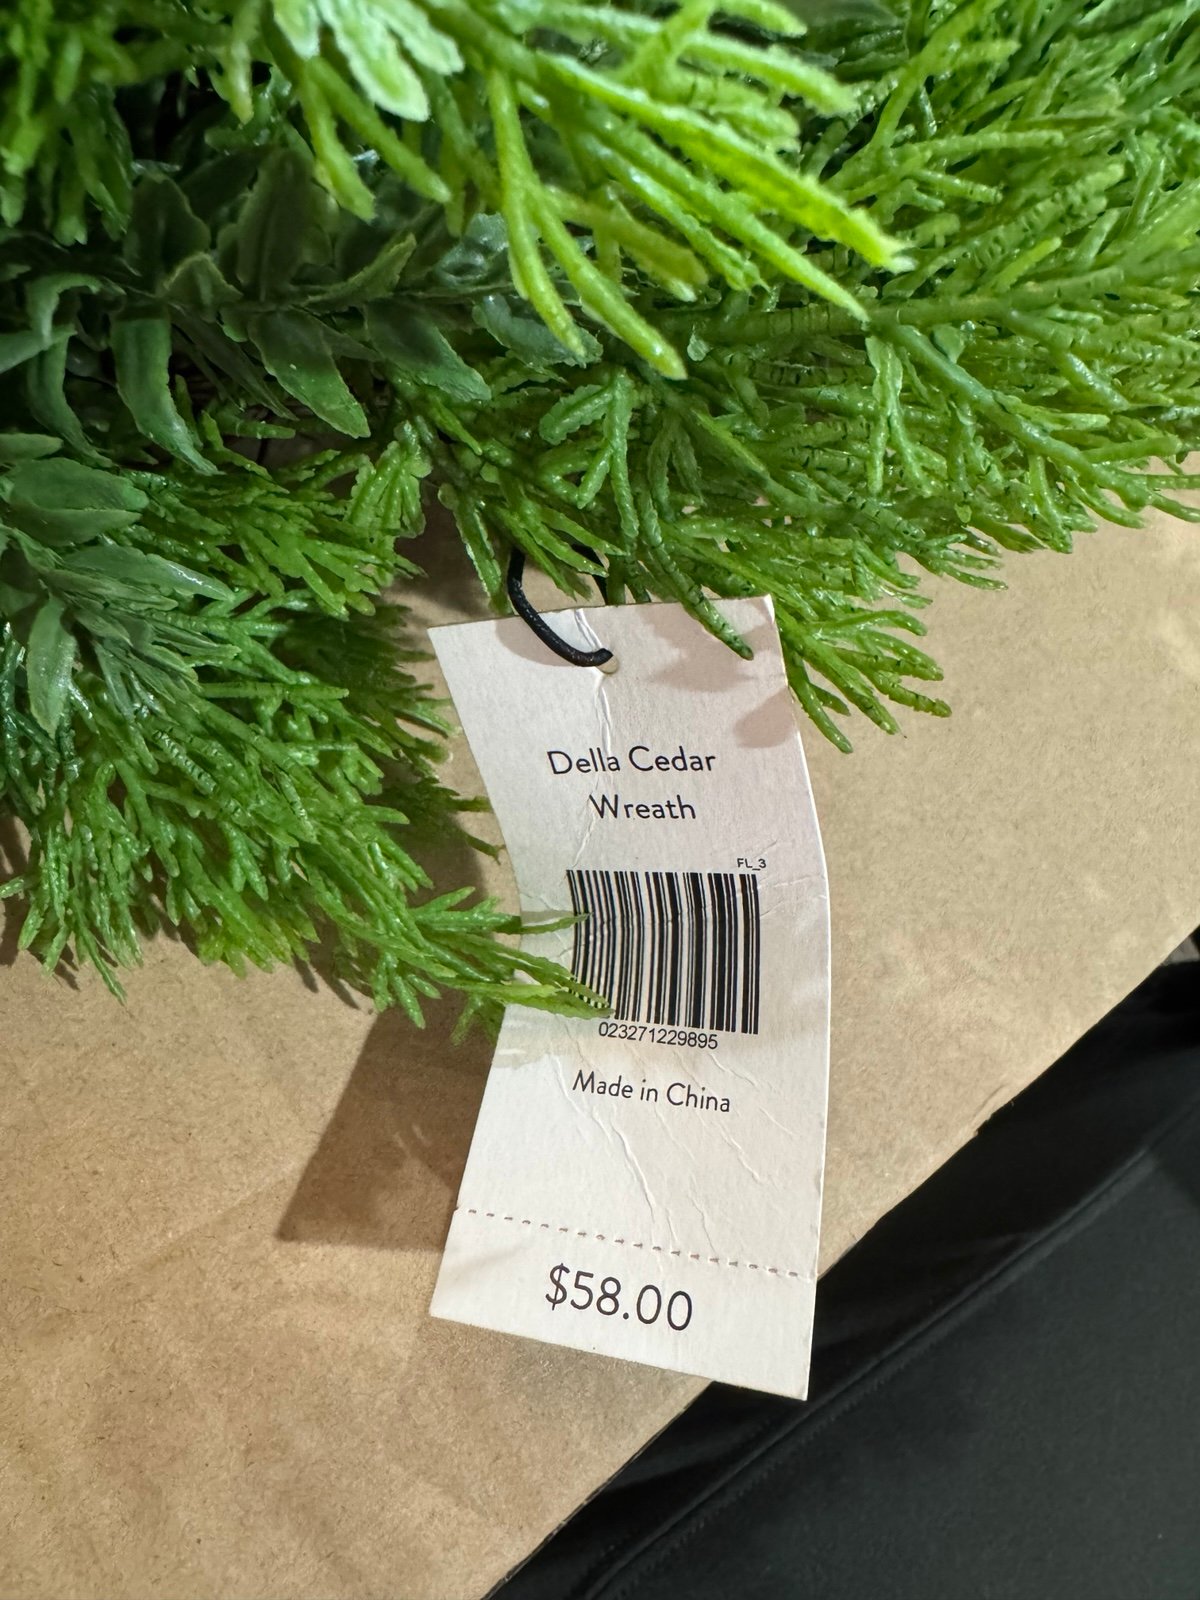 Della Cedar
Wreath
FL_3
023271229895
Made in China
$58.00